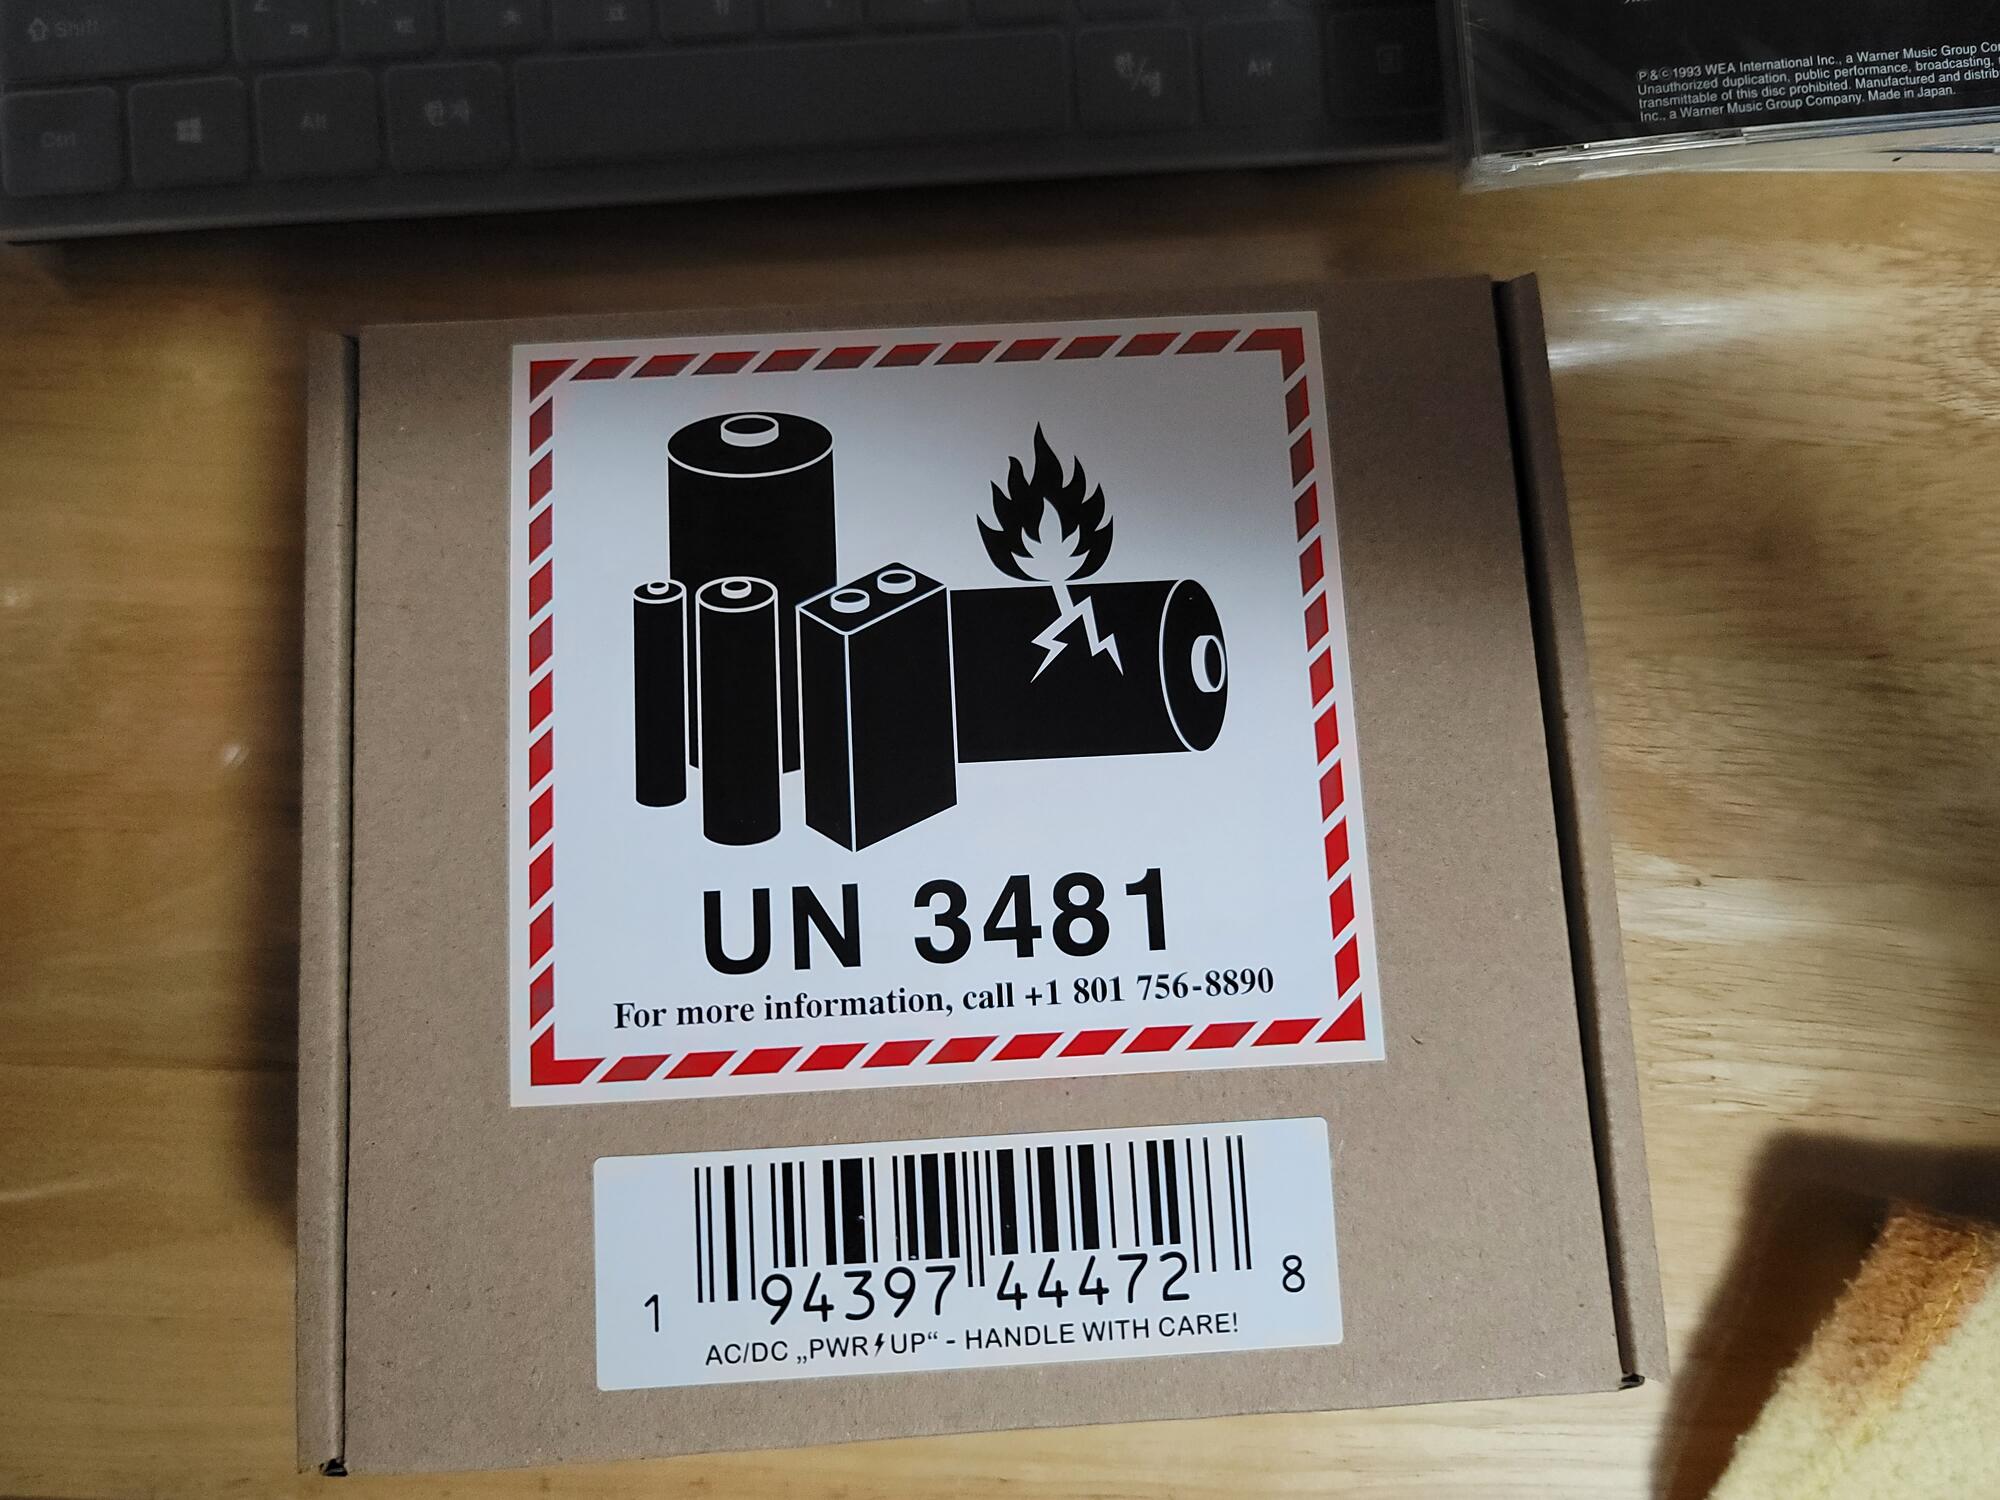 Shift
Ctrl
Alt
한자
한/영
Alt
℗&©1993 WEA International Inc., a Warner Music Group
Unauthorized duplication, public performance, broadcasting,
transmittable of this disc prohibited. Manufactured and
Inc., a Warner Music Group Company. Made in Japan.
UN 3481
For more information, call +1 801 756-8890
1 94397 44472 8
AC/DC „PWR⚡UP“ - HANDLE WITH CARE!